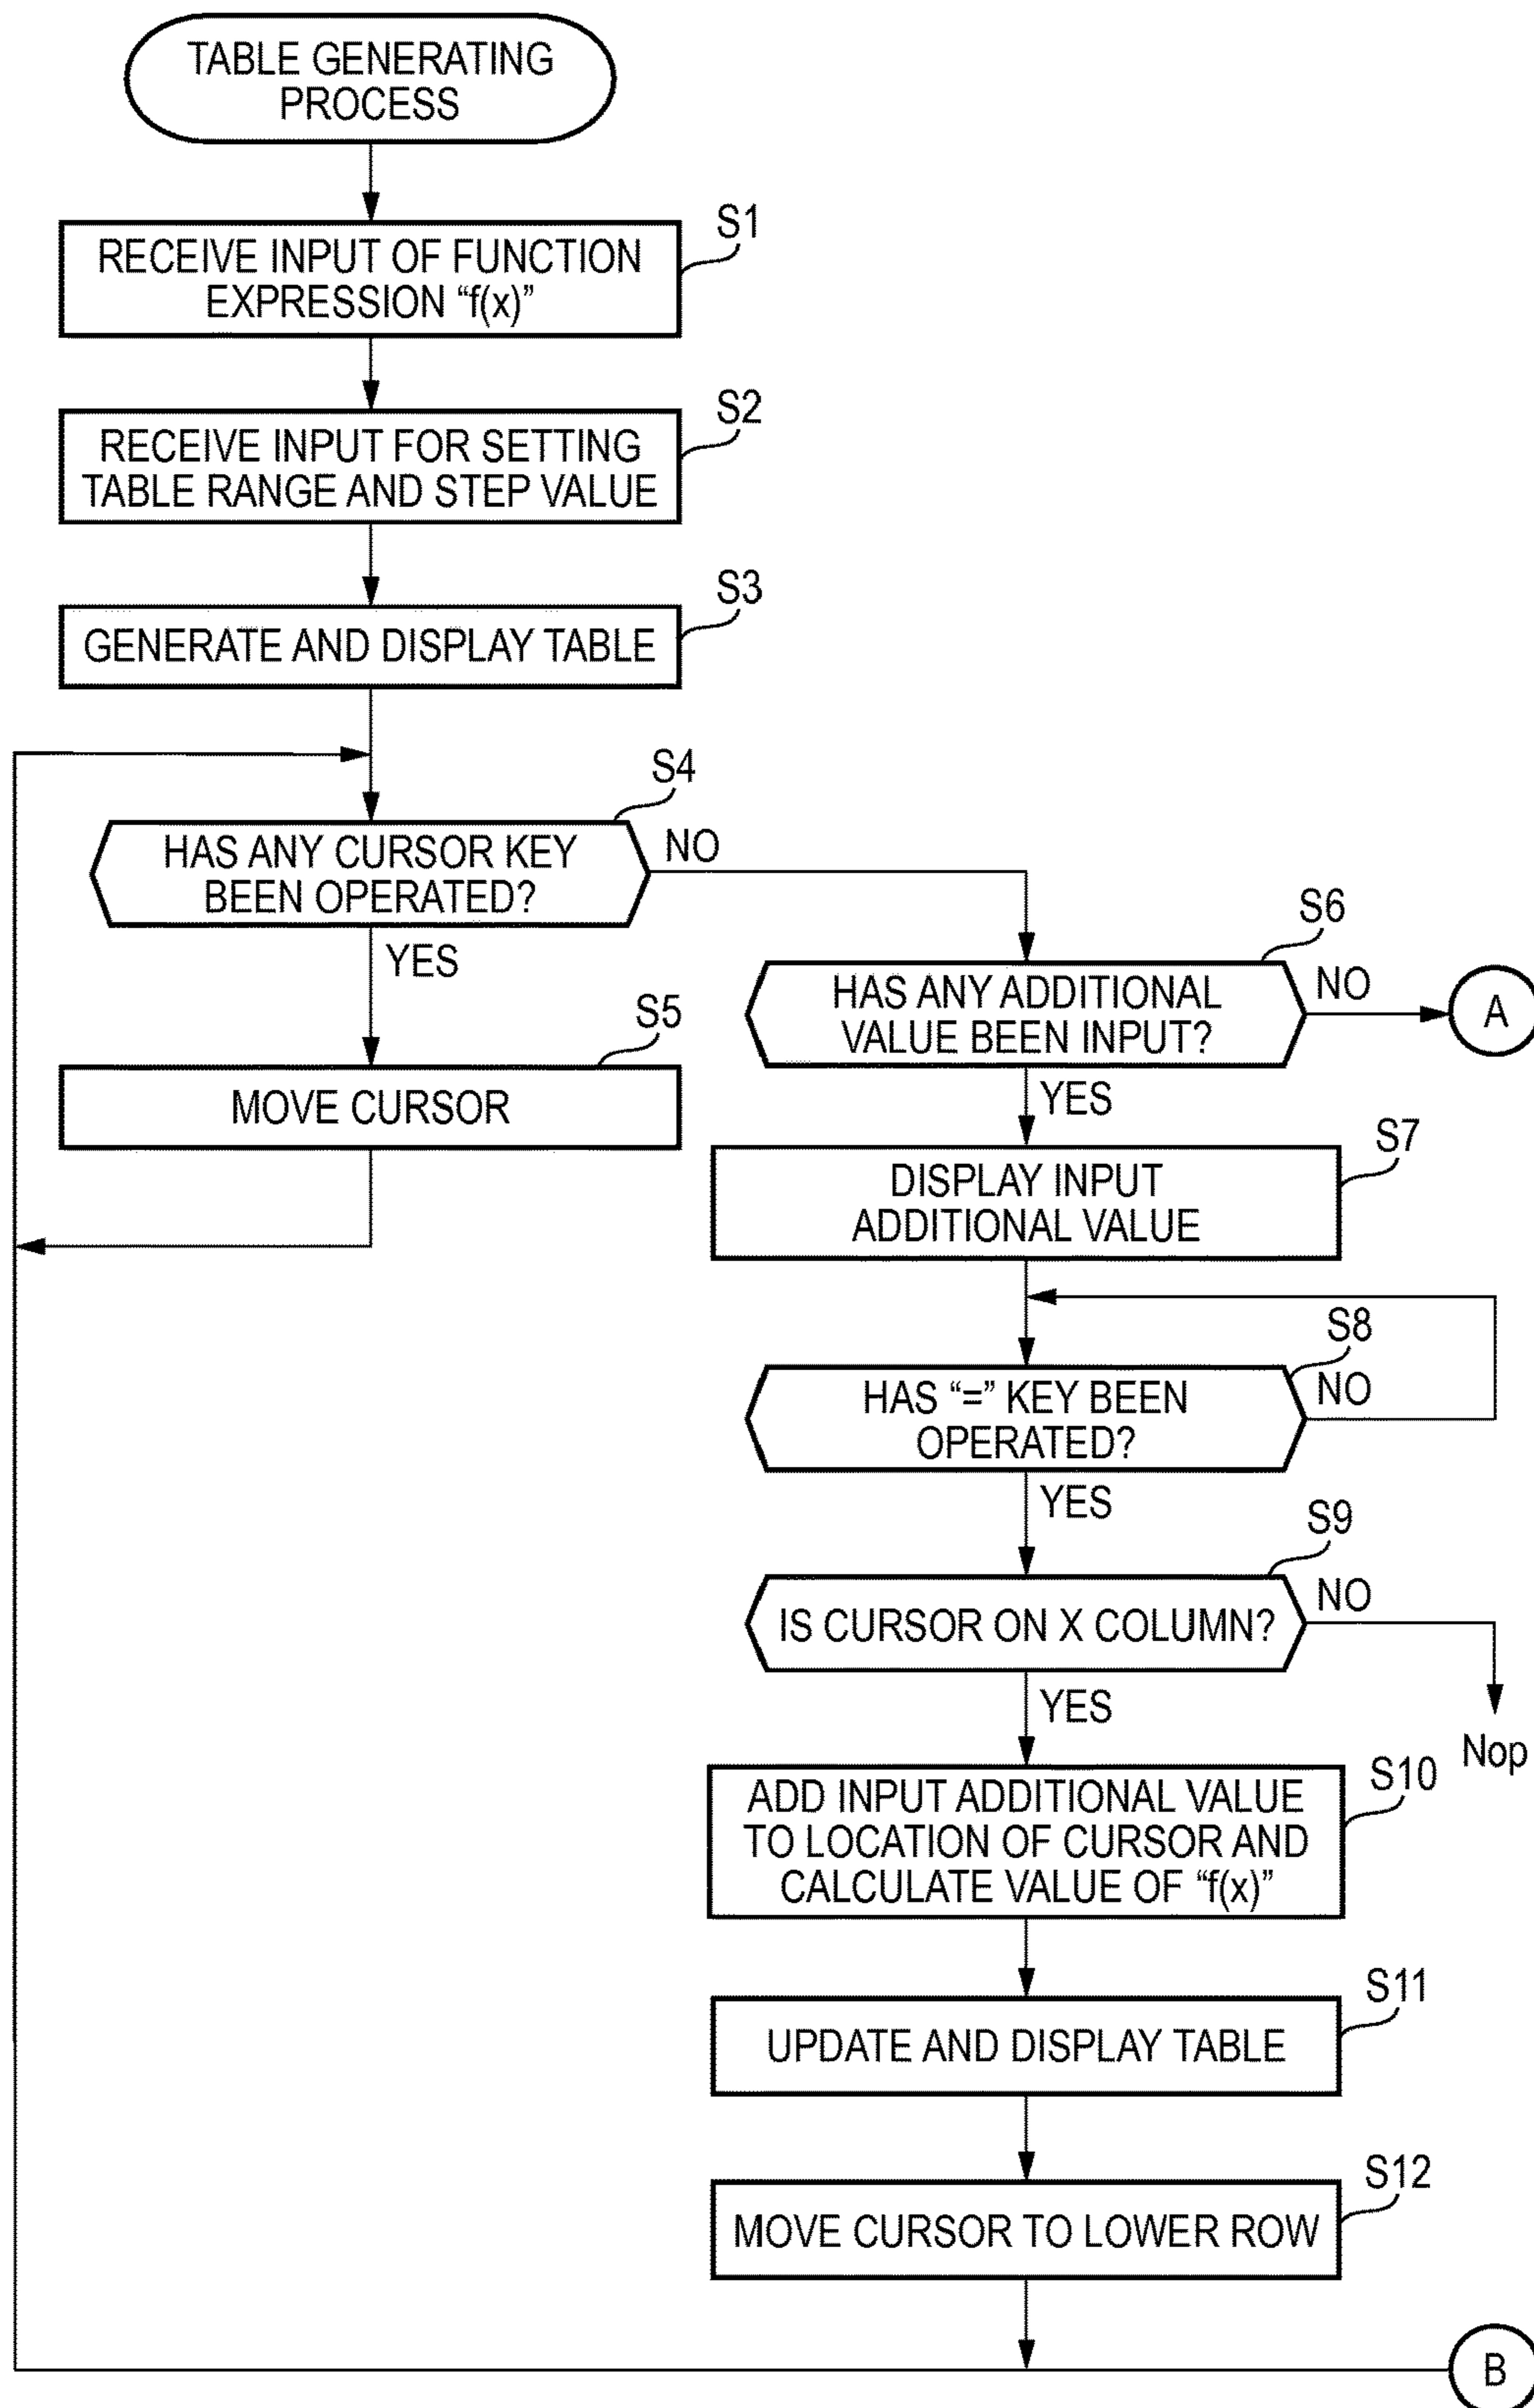 TABLE GENERATING
PROCESS
S1
RECEIVE INPUT OF FUNCTION
EXPRESSION “f(x)”
S2
RECEIVE INPUT FOR SETTING
TABLE RANGE AND STEP VALUE
S3
GENERATE AND DISPLAY TABLE
S4
HAS ANY CURSOR KEY
BEEN OPERATED?
NO
YES
S5
MOVE CURSOR
S6
HAS ANY ADDITIONAL
VALUE BEEN INPUT?
NO
A
YES
S7
DISPLAY INPUT
ADDITIONAL VALUE
S8
HAS “=” KEY BEEN
OPERATED?
NO
YES
S9
IS CURSOR ON X COLUMN?
NO
Nop
YES
S10
ADD INPUT ADDITIONAL VALUE
TO LOCATION OF CURSOR AND
CALCULATE VALUE OF “f(x)”
S11
UPDATE AND DISPLAY TABLE
S12
MOVE CURSOR TO LOWER ROW
B